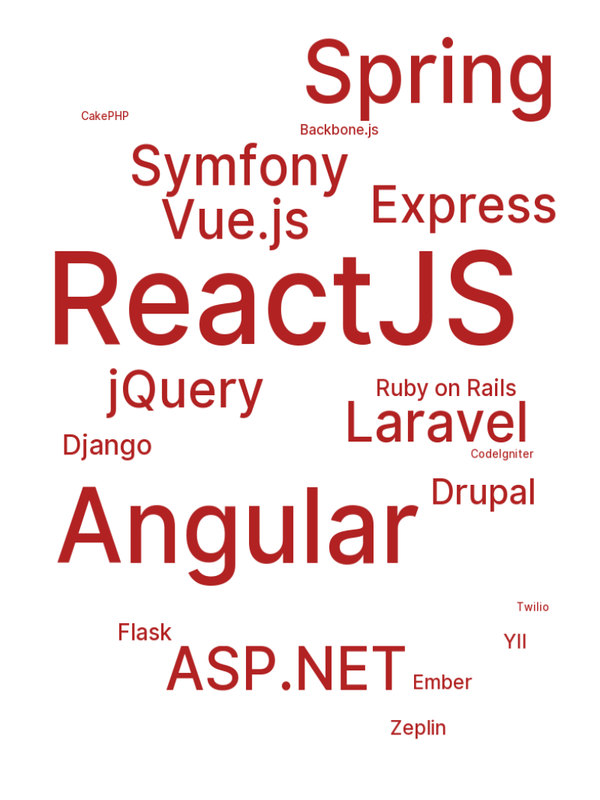 Spring
CakePHP
Backbone.js
Symfony
Express
Vue.js
ReactJS
jQuery
Ruby on Rails
Laravel
Django
CodeIgniter
Drupal
Angular
Twilio
Flask
YII
ASP.NET
Ember
Zeplin